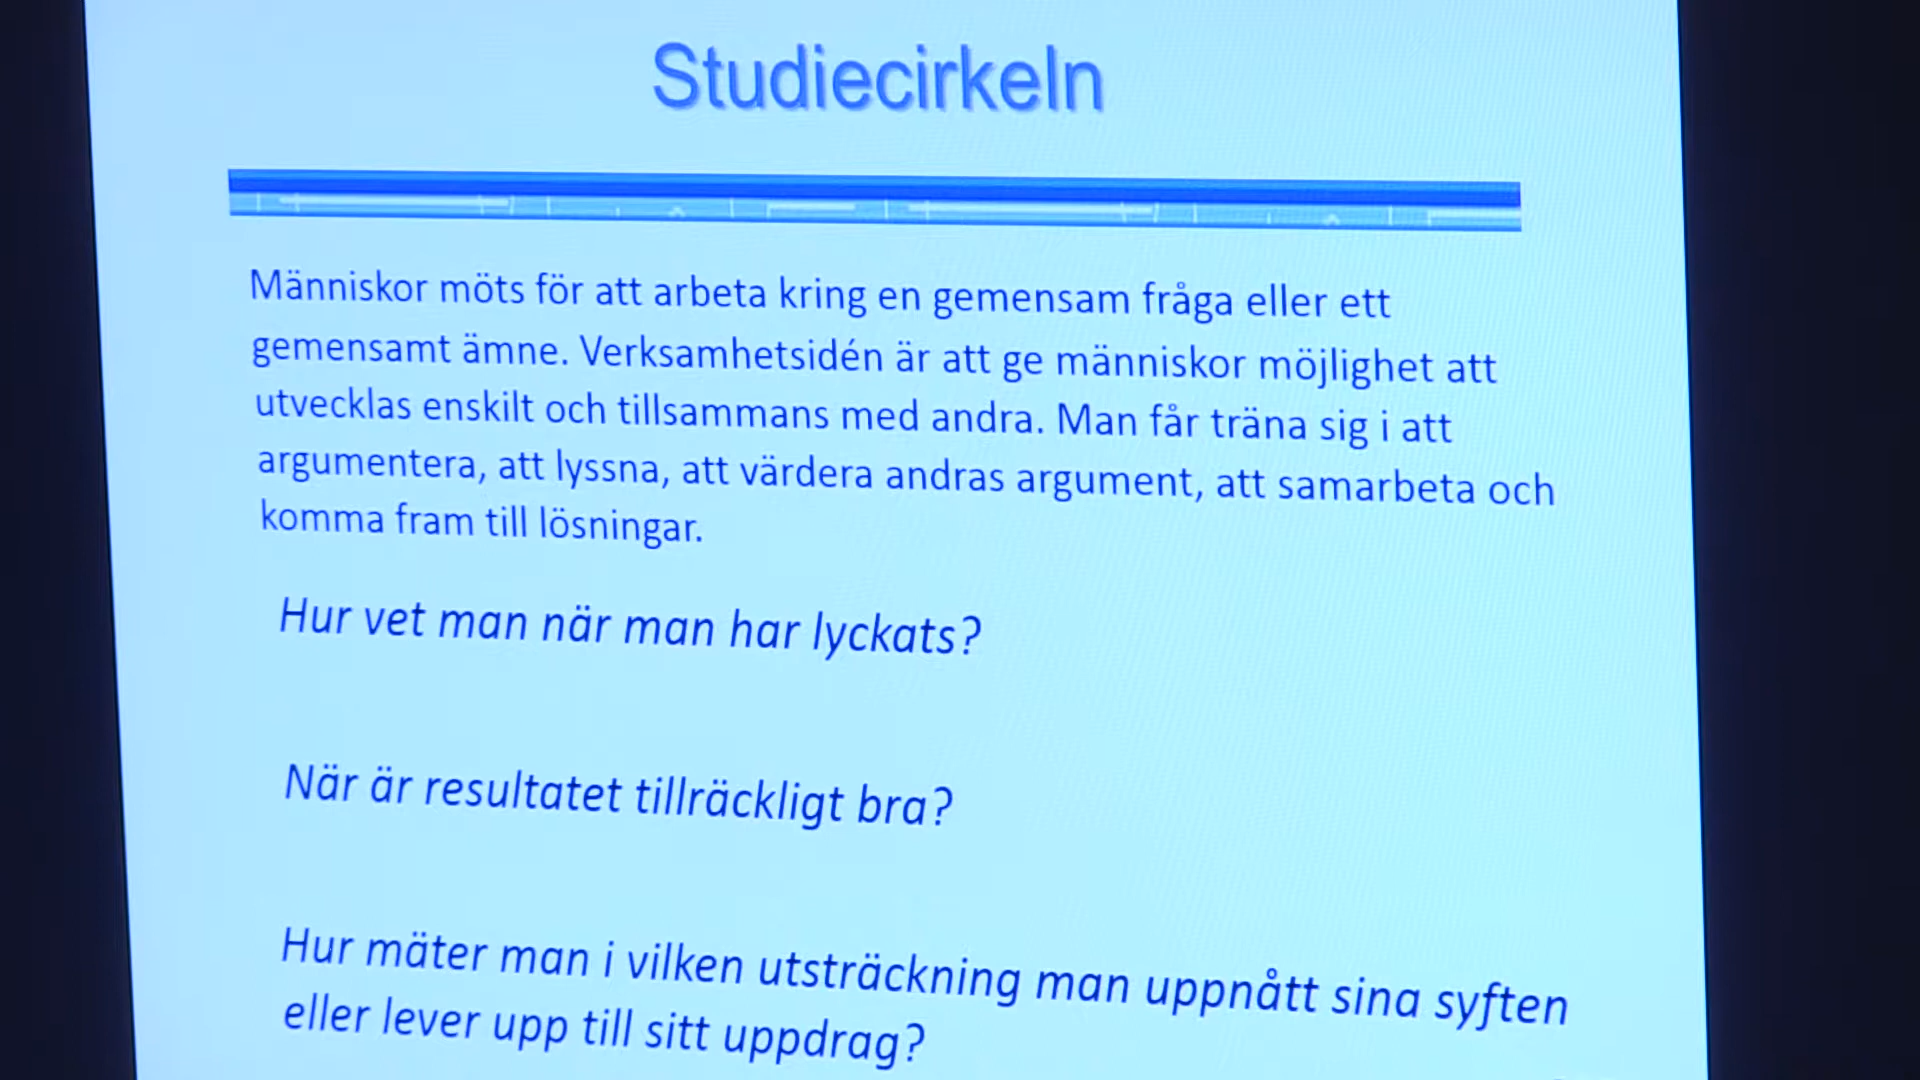 Studiecirkeln
Människor möts för att arbeta kring en gemensam fråga eller ett
gemensamt ämne. Verksamhetsidén är att ge människor möjlighet att
utvecklas enskilt och tillsammans med andra. Man får träna sig i att
argumentera, att lyssna, att värdera andras argument, att samarbeta och
komma fram till lösningar.
Hur vet man när man har lyckats?
När är resultatet tillräckligt bra?
Hur mäter man i vilken utsträckning man uppnått sina syften
eller lever upp till sitt uppdrag?